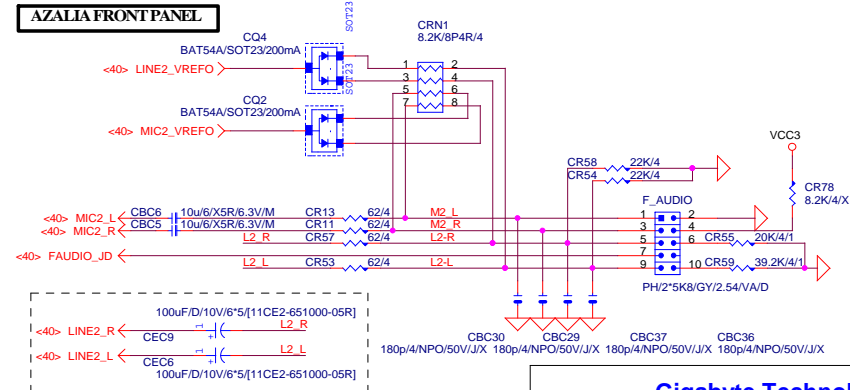 AZALIA FRONT PANEL
SOT23
CQ4
BAT54A/SOT23/200mA
<40> LINE2_VREFO
SOT23
CRN1
8.2K/8P4R/4
1 2
3 4
5 6
7 8
CQ2
BAT54A/SOT23/200mA
<40> MIC2_VREFO
VCC3
CR58 22K/4
CR54 22K/4
CR78
8.2K/4/X
F_AUDIO
<40> MIC2_L CBC6 10u/6/X5R/6.3V/M CR13 62/4 M2_L 1 2
<40> MIC2_R CBC5 10u/6/X5R/6.3V/M CR11 62/4 M2_R 3 4
L2_R CR57 62/4 L2-R 5 6 CR55 20K/4/1
<40> FAUDIO_JD 7
L2_L CR53 62/4 L2-L 9 10 CR59 39.2K/4/1
PH/2*5K8/GY/2.54/VA/D
100uF/D/10V/6*5/[11CE2-651000-05R]
<40> LINE2_R 1 + L2_R
CEC9
<40> LINE2_L 1 + L2_L
CEC6
100uF/D/10V/6*5/[11CE2-651000-05R]
CBC30 CBC29 CBC37 CBC36
180p/4/NPO/50V/J/X 180p/4/NPO/50V/J/X 180p/4/NPO/50V/J/X 180p/4/NPO/50V/J/X
Gigabyte